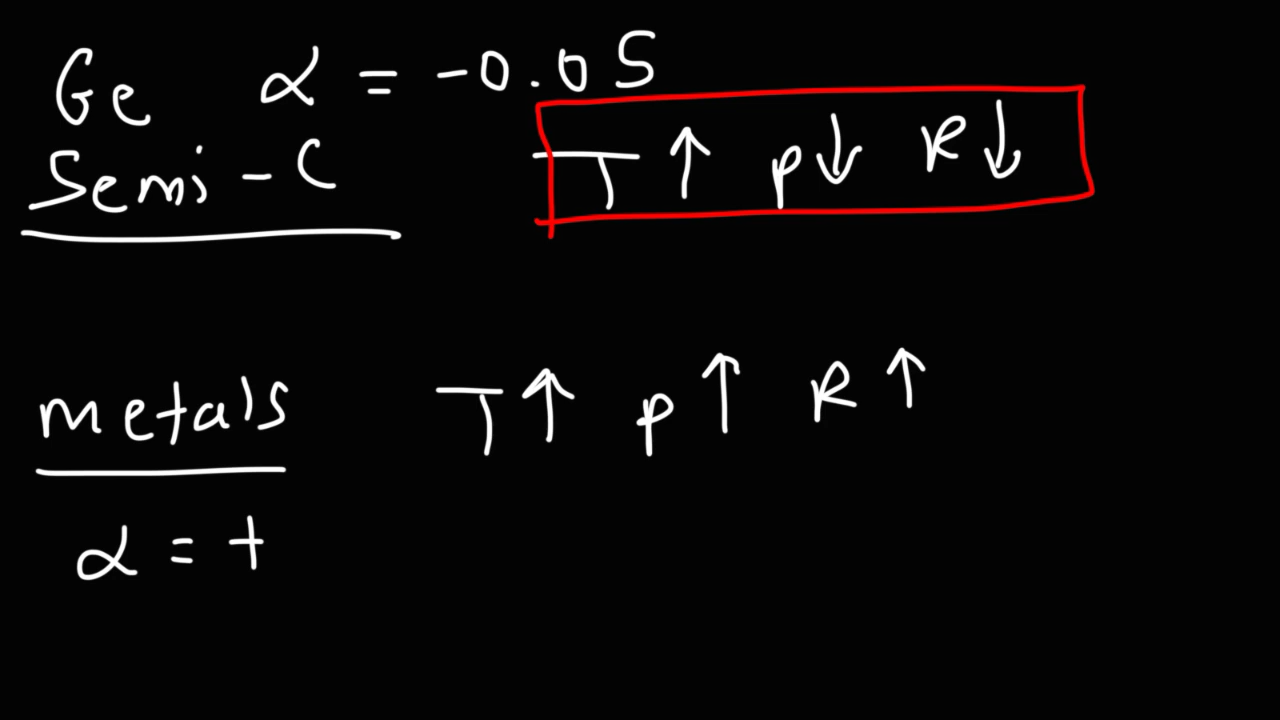 Ge α = -0.05
Semi-C T↑ ρ↓ R↓
metals T↑ ρ↑ R↑
α = +